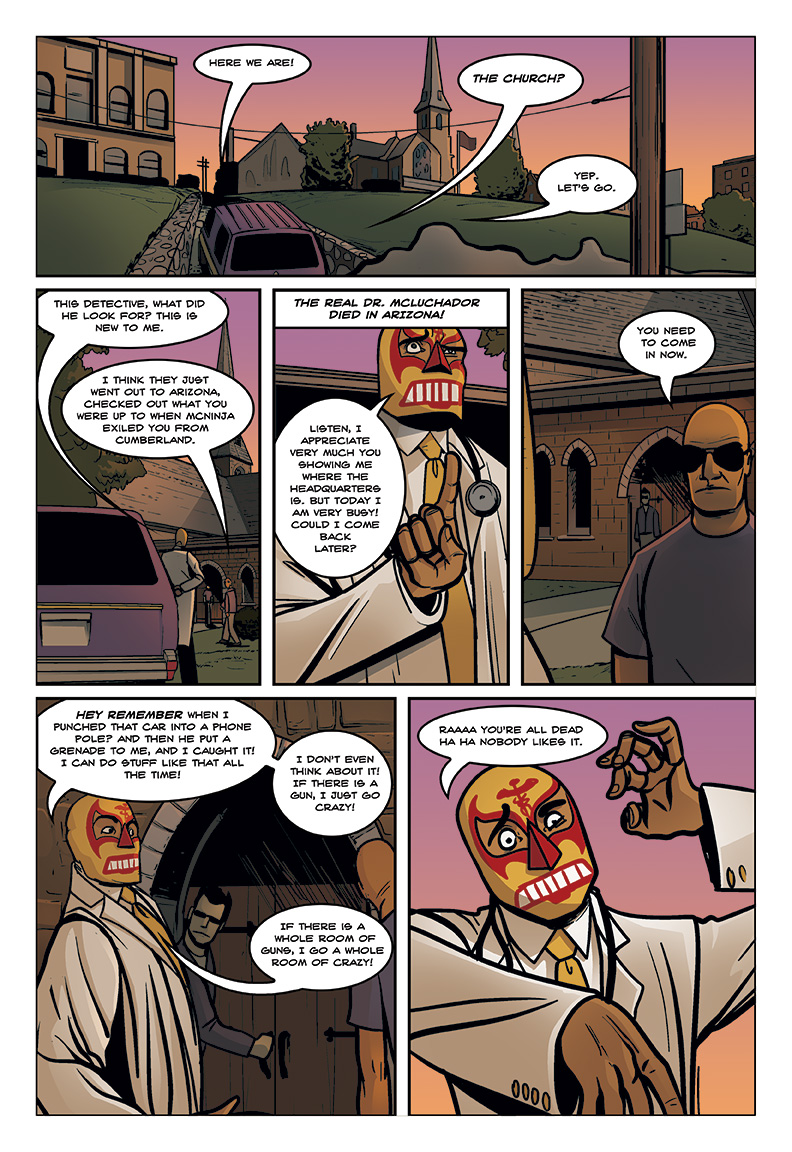 HERE WE ARE!
THE CHURCH?
YEP.
LET'S GO.
THIS DETECTIVE, WHAT DID
HE LOOK FOR? THIS IS
NEW TO ME.
I THINK THEY JUST
WENT OUT TO ARIZONA,
CHECKED OUT WHAT YOU
WERE UP TO WHEN MCNINJA
EXILED YOU FROM
CUMBERLAND.
THE REAL DR. MCLUCHADOR
DIED IN ARIZONA!
LISTEN, I
APPRECIATE
VERY MUCH YOU
SHOWING ME
WHERE THE
HEADQUARTERS
IS. BUT TODAY I
AM VERY BUSY!
COULD I COME
BACK
LATER?
YOU NEED
TO COME
IN NOW.
HEY REMEMBER WHEN I
PUNCHED THAT CAR INTO A PHONE
POLE? AND THEN HE PUT A
GRENADE TO ME, AND I CAUGHT IT!
I CAN DO STUFF LIKE THAT ALL
THE TIME!
I DON'T EVEN
THINK ABOUT IT!
IF THERE IS A
GUN, I JUST GO
CRAZY!
IF THERE IS A
WHOLE ROOM OF
GUNS, I GO A WHOLE
ROOM OF CRAZY!
RAAAA YOU'RE ALL DEAD
HA HA NOBODY LIKES IT.